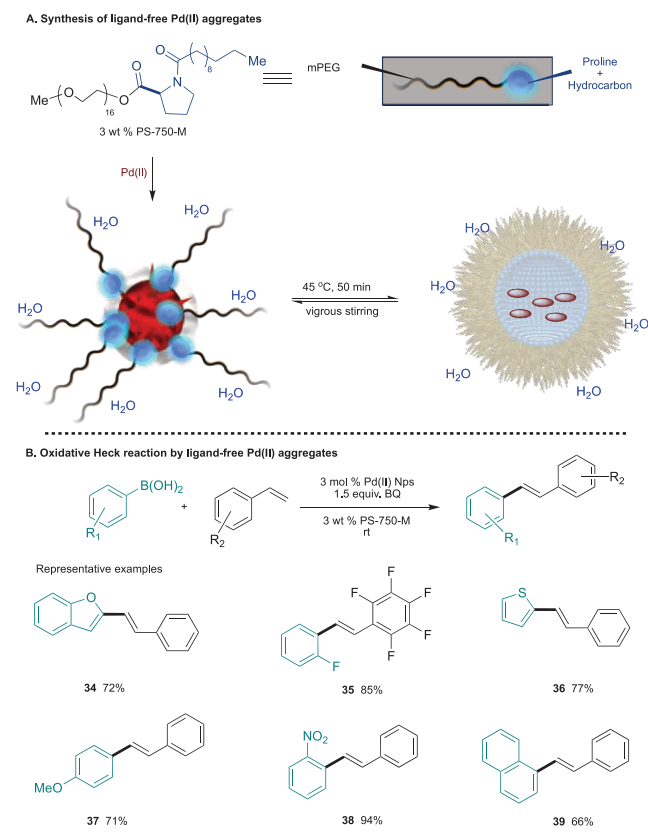 A. Synthesis of ligand-free Pd(II) aggregates
O
N
O
O
8
Me
Me
O
16
O
3 wt % PS-750-M
mPEG
Proline
+
Hydrocarbon
Pd(II)
H2O
H2O
H2O
H2O
H2O
H2O
H2O
45 °C, 50 min
vigrous stirring
H2O
H2O
H2O
H2O
H2O
H2O
B. Oxidative Heck reaction by ligand-free Pd(II) aggregates
B(OH)2
R1
+
R2
3 mol % Pd(II) Nps
1.5 equiv. BQ
3 wt % PS-750-M
rt
R2
R1
Representative examples
O
34 72%
F
F
F
F
F
F
35 85%
S
36 77%
MeO
37 71%
NO2
38 94%
39 66%